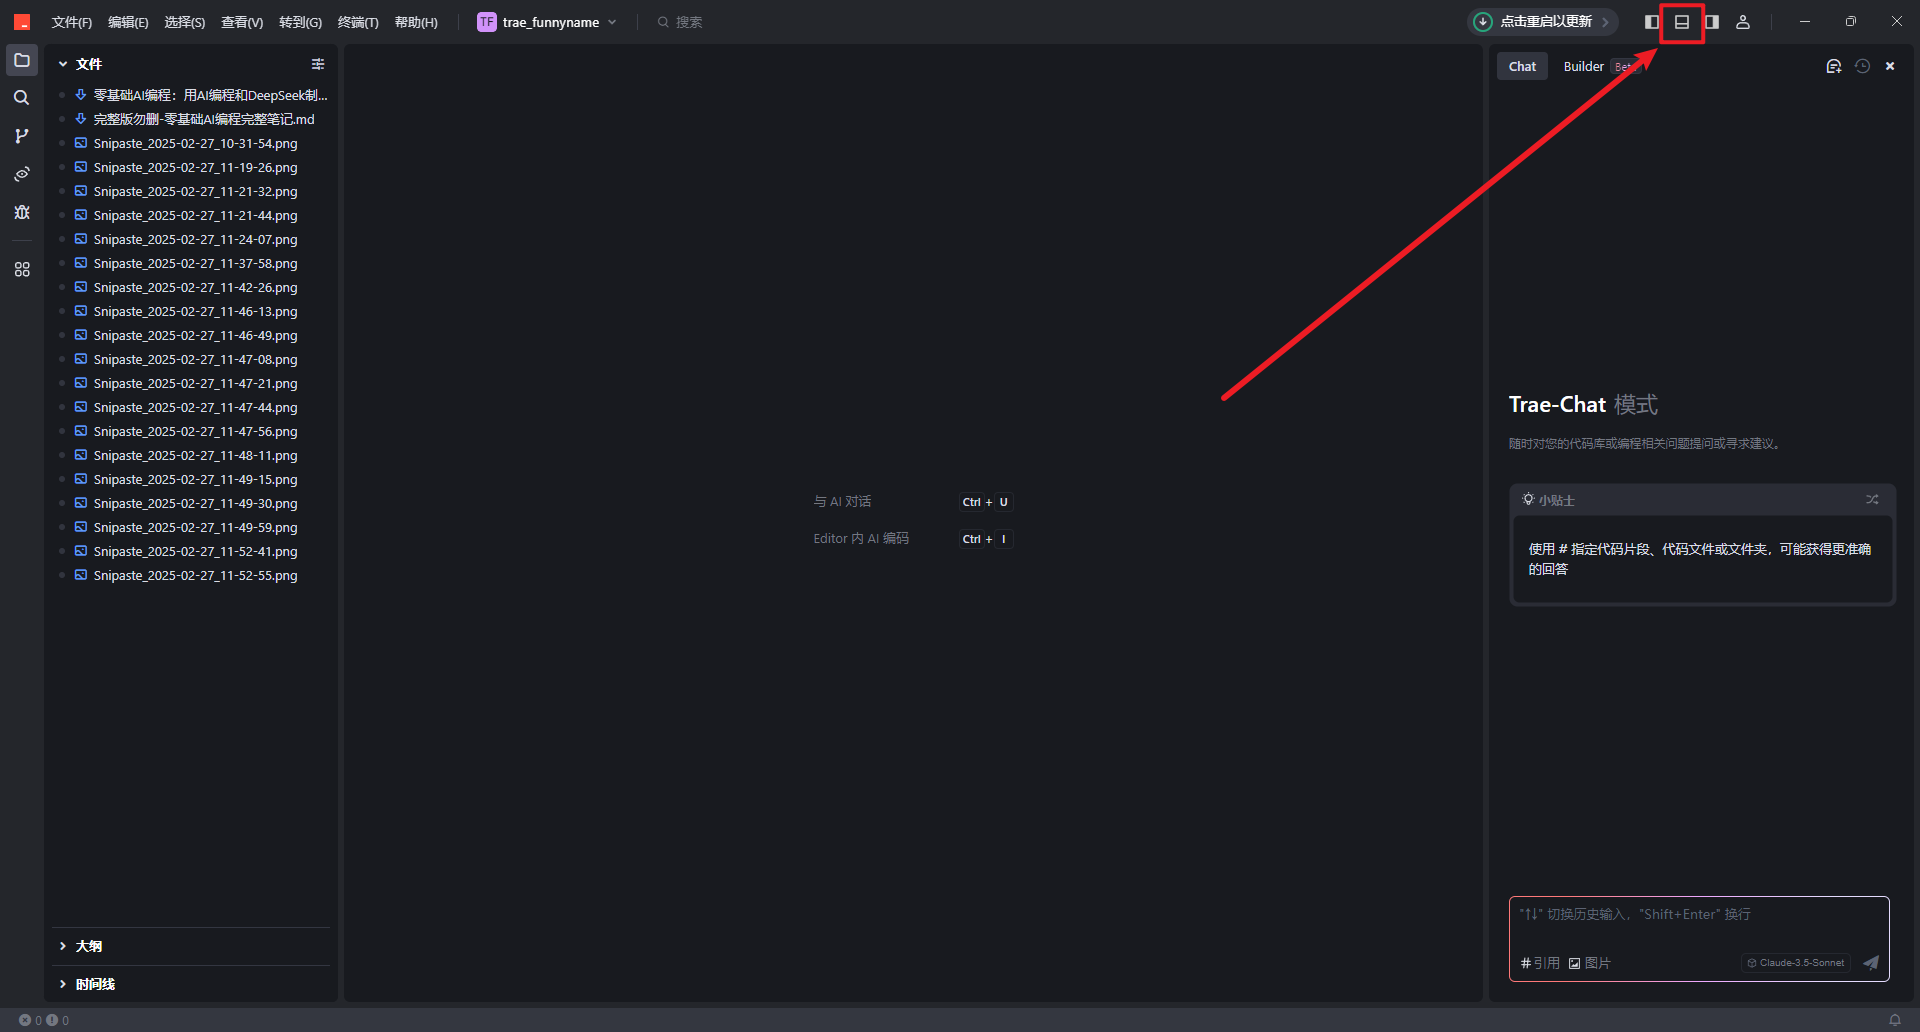 文件(F) 编辑(E) 选择(S) 查看(V) 转到(G) 终端(T) 帮助(H) TF trae_funnyname 搜索 点击重启以更新
文件
零基础AI编程：用AI编程和DeepSeek制...
完整版勿删-零基础AI编程完整笔记.md
Snipaste_2025-02-27_10-31-54.png
Snipaste_2025-02-27_11-19-26.png
Snipaste_2025-02-27_11-21-32.png
Snipaste_2025-02-27_11-21-44.png
Snipaste_2025-02-27_11-24-07.png
Snipaste_2025-02-27_11-37-58.png
Snipaste_2025-02-27_11-42-26.png
Snipaste_2025-02-27_11-46-13.png
Snipaste_2025-02-27_11-46-49.png
Snipaste_2025-02-27_11-47-08.png
Snipaste_2025-02-27_11-47-21.png
Snipaste_2025-02-27_11-47-44.png
Snipaste_2025-02-27_11-47-56.png
Snipaste_2025-02-27_11-48-11.png
Snipaste_2025-02-27_11-49-15.png
Snipaste_2025-02-27_11-49-30.png
Snipaste_2025-02-27_11-49-59.png
Snipaste_2025-02-27_11-52-41.png
Snipaste_2025-02-27_11-52-55.png
大纲
时间线
0 0
与 AI 对话 Ctrl + U
Editor 内 AI 编码 Ctrl + I
Chat Builder Beta
Trae-Chat 模式
随时对您的代码库或编程相关问题提问或寻求建议。
小贴士
使用 # 指定代码片段、代码文件或文件夹，可能获得更准确
的回答
"↑↓" 切换历史输入，"Shift+Enter" 换行
#引用 图片 Claude-3.5-Sonnet